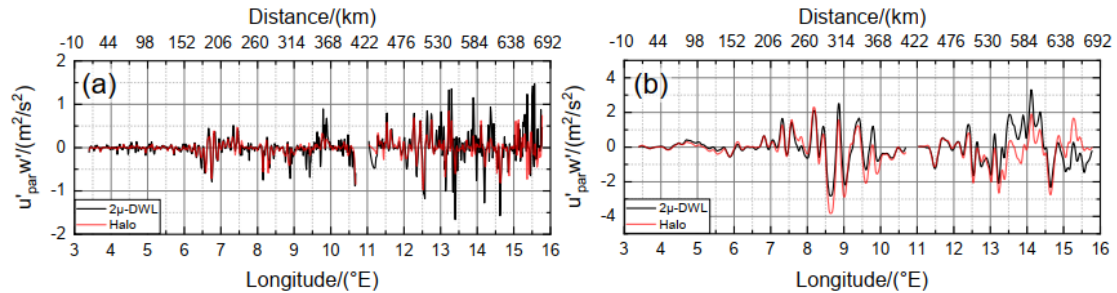 Distance/(km)
-10 44 98 152 206 260 314 368 422 476 530 584 638 692
2
1
0
-1
-2
(a)
u'parw'/(m²/s²)
2μ-DWL
Halo
3 4 5 6 7 8 9 10 11 12 13 14 15 16
Longitude/(°E)
Distance/(km)
-10 44 98 152 206 260 314 368 422 476 530 584 638 692
4
2
0
-2
-4
(b)
u'parw'/(m²/s²)
2μ-DWL
Halo
3 4 5 6 7 8 9 10 11 12 13 14 15 16
Longitude/(°E)